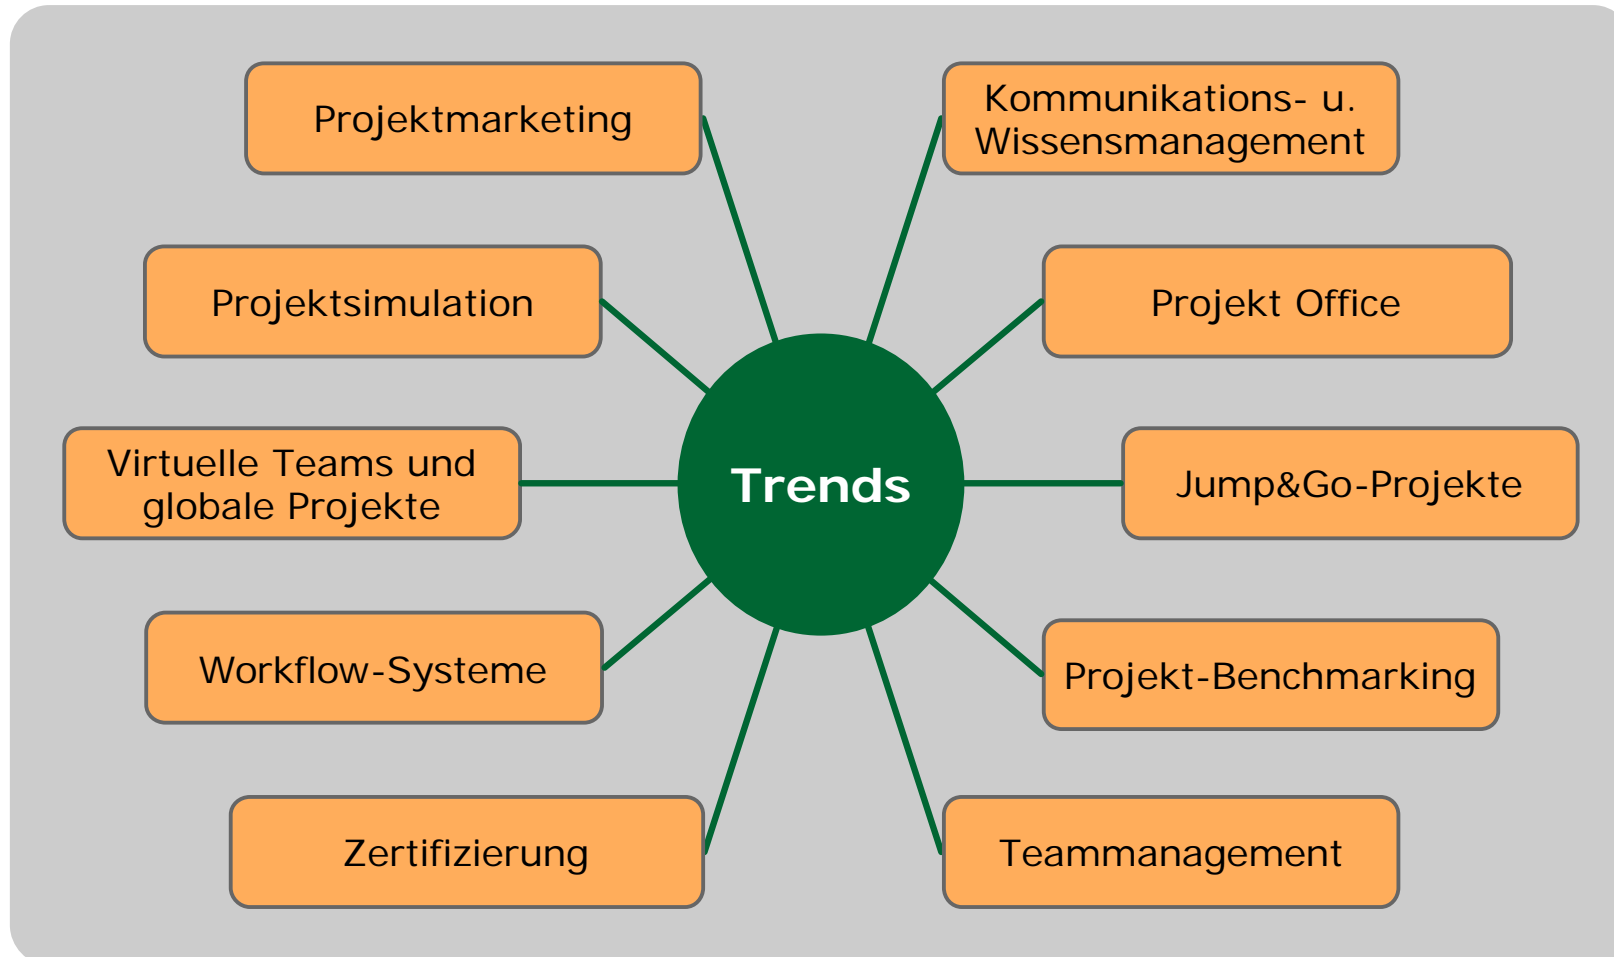 Projektmarketing
Kommunikations- u.
Wissensmanagement
Projektsimulation
Projekt Office
Virtuelle Teams und
globale Projekte
Trends
Jump&Go-Projekte
Workflow-Systeme
Projekt-Benchmarking
Zertifizierung
Teammanagement